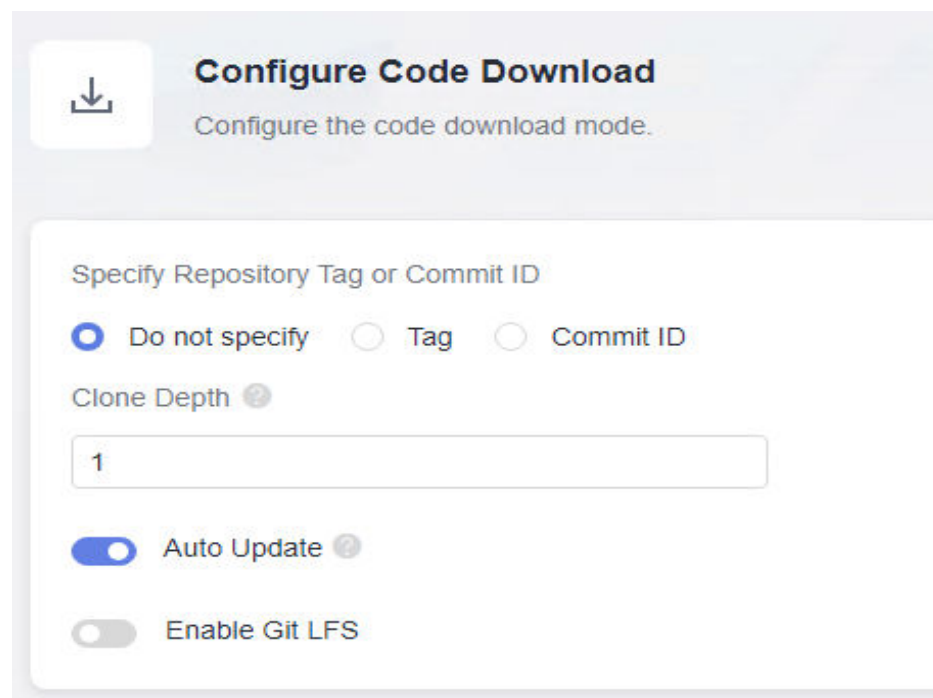 Configure Code Download
Configure the code download mode.
Specify Repository Tag or Commit ID
Do not specify Tag Commit ID
Clone Depth ?
1
Auto Update ?
Enable Git LFS